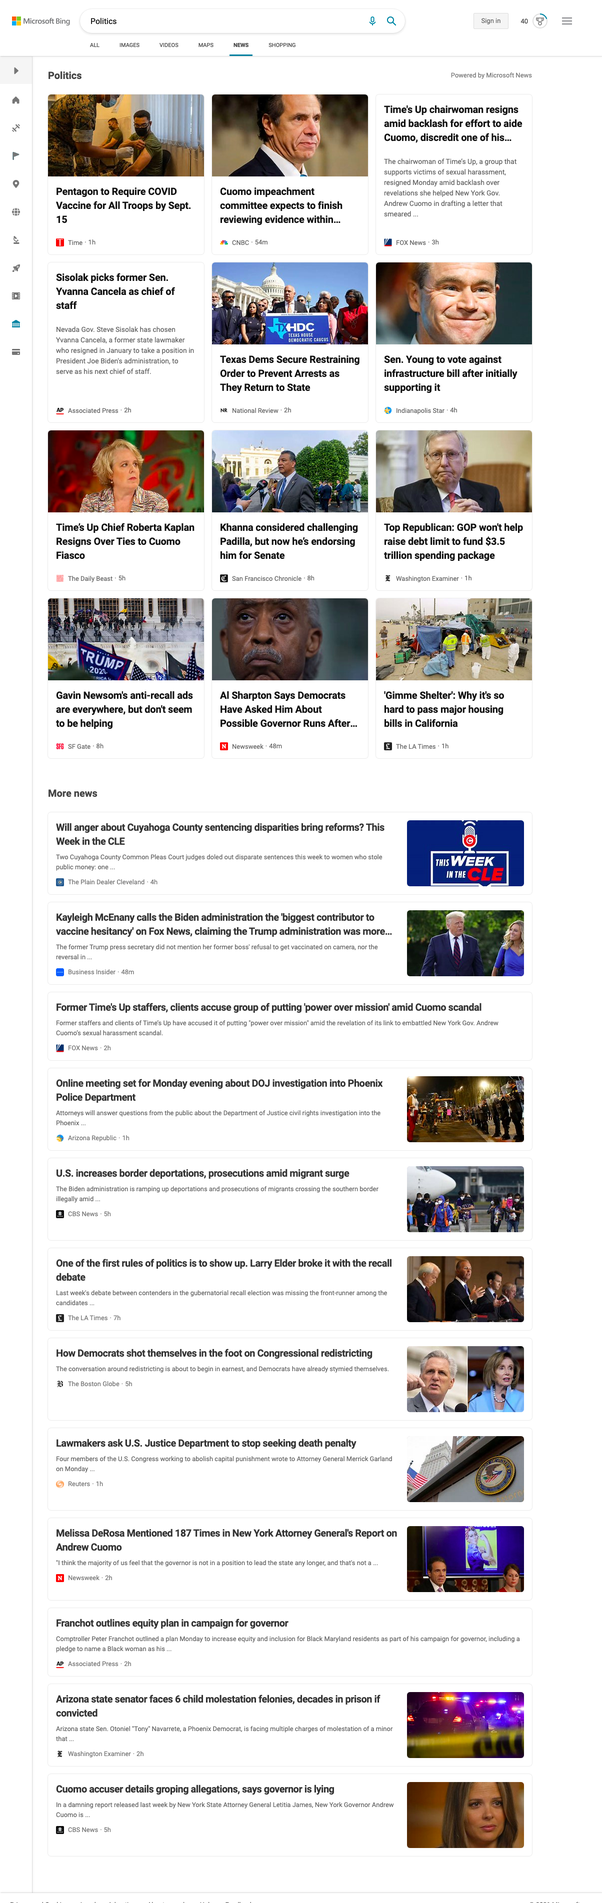 Microsoft Bing
Politics
Sign in
40
ALL
IMAGES
VIDEOS
MAPS
NEWS
SHOPPING
Politics
Powered by Microsoft News
Pentagon to Require COVID
Vaccine for All Troops by Sept.
15
Time · 1h
Cuomo impeachment
committee expects to finish
reviewing evidence within...
CNBC · 54m
Time's Up chairwoman resigns
amid backlash for effort to aide
Cuomo, discredit one of his...
The chairwoman of Time's Up, a group that
supports victims of sexual harassment,
resigned Monday amid backlash over
revelations she helped New York Gov.
Andrew Cuomo in drafting a letter that
smeared ...
FOX News · 3h
Sisolak picks former Sen.
Yvanna Cancela as chief of
staff
Nevada Gov. Steve Sisolak has chosen
Yvanna Cancela, a former state lawmaker
who resigned in January to take a position in
President Joe Biden's administration, to
serve as his next chief of staff.
AP Associated Press · 2h
HDC
TEXAS HOUSE
DEMOCRATIC CAUCUS
Texas Dems Secure Restraining
Order to Prevent Arrests as
They Return to State
NR National Review · 2h
Sen. Young to vote against
infrastructure bill after initially
supporting it
Indianapolis Star · 4h
Time's Up Chief Roberta Kaplan
Resigns Over Ties to Cuomo
Fiasco
The Daily Beast · 5h
Khanna considered challenging
Padilla, but now he's endorsing
him for Senate
San Francisco Chronicle · 8h
Top Republican: GOP won't help
raise debt limit to fund $3.5
trillion spending package
Washington Examiner · 1h
TRUMP
Gavin Newsom's anti-recall ads
are everywhere, but don't seem
to be helping
SF Gate · 8h
Al Sharpton Says Democrats
Have Asked Him About
Possible Governor Runs After...
N Newsweek · 48m
'Gimme Shelter': Why it's so
hard to pass major housing
bills in California
The LA Times · 1h
More news
Will anger about Cuyahoga County sentencing disparities bring reforms? This
Week in the CLE
Two Cuyahoga County Common Pleas Court judges doled out disparate sentences this week to women who stole
public money: one ...
The Plain Dealer Cleveland · 4h
THIS WEEK
IN THE CLE
Kayleigh McEnany calls the Biden administration the 'biggest contributor to
vaccine hesitancy' on Fox News, claiming the Trump administration was more...
The former Trump press secretary did not mention her former boss' refusal to get vaccinated on camera, nor the
reversal in ...
Business Insider · 48m
Former Time's Up staffers, clients accuse group of putting 'power over mission' amid Cuomo scandal
Former staffers and clients of Time's Up have accused it of putting "power over mission" amid the revelation of its link to embattled New York Gov. Andrew
Cuomo's sexual harassment scandal.
FOX News · 2h
Online meeting set for Monday evening about DOJ investigation into Phoenix
Police Department
Attorneys will answer questions from the public about the Department of Justice civil rights investigation into the
Phoenix ...
Arizona Republic · 1h
U.S. increases border deportations, prosecutions amid migrant surge
The Biden administration is ramping up deportations and prosecutions of migrants crossing the southern border
illegally amid ...
CBS News · 5h
One of the first rules of politics is to show up. Larry Elder broke it with the recall
debate
Last week's debate between contenders in the gubernatorial recall election was missing the front-runner among the
candidates ...
The LA Times · 7h
How Democrats shot themselves in the foot on Congressional redistricting
The conversation around redistricting is about to begin in earnest, and Democrats have already stymied themselves.
The Boston Globe · 5h
Lawmakers ask U.S. Justice Department to stop seeking death penalty
Four members of the U.S. Congress working to abolish capital punishment wrote to Attorney General Merrick Garland
on Monday ...
Reuters · 1h
Melissa DeRosa Mentioned 187 Times in New York Attorney General's Report on
Andrew Cuomo
"I think the majority of us feel that the governor is not in a position to lead the state any longer, and that's not a ...
N Newsweek · 2h
Franchot outlines equity plan in campaign for governor
Comptroller Peter Franchot outlined a plan Monday to increase equity and inclusion for Black Maryland residents as part of his campaign for governor, including a
pledge to name a Black woman as his ...
AP Associated Press · 2h
Arizona state senator faces 6 child molestation felonies, decades in prison if
convicted
Arizona state Sen. Otoniel "Tony" Navarrete, a Phoenix Democrat, is facing multiple charges of molestation of a minor
that ...
Washington Examiner · 2h
Cuomo accuser details groping allegations, says governor is lying
In a damning report released last week by New York State Attorney General Letitia James, New York Governor Andrew
Cuomo is ...
CBS News · 5h